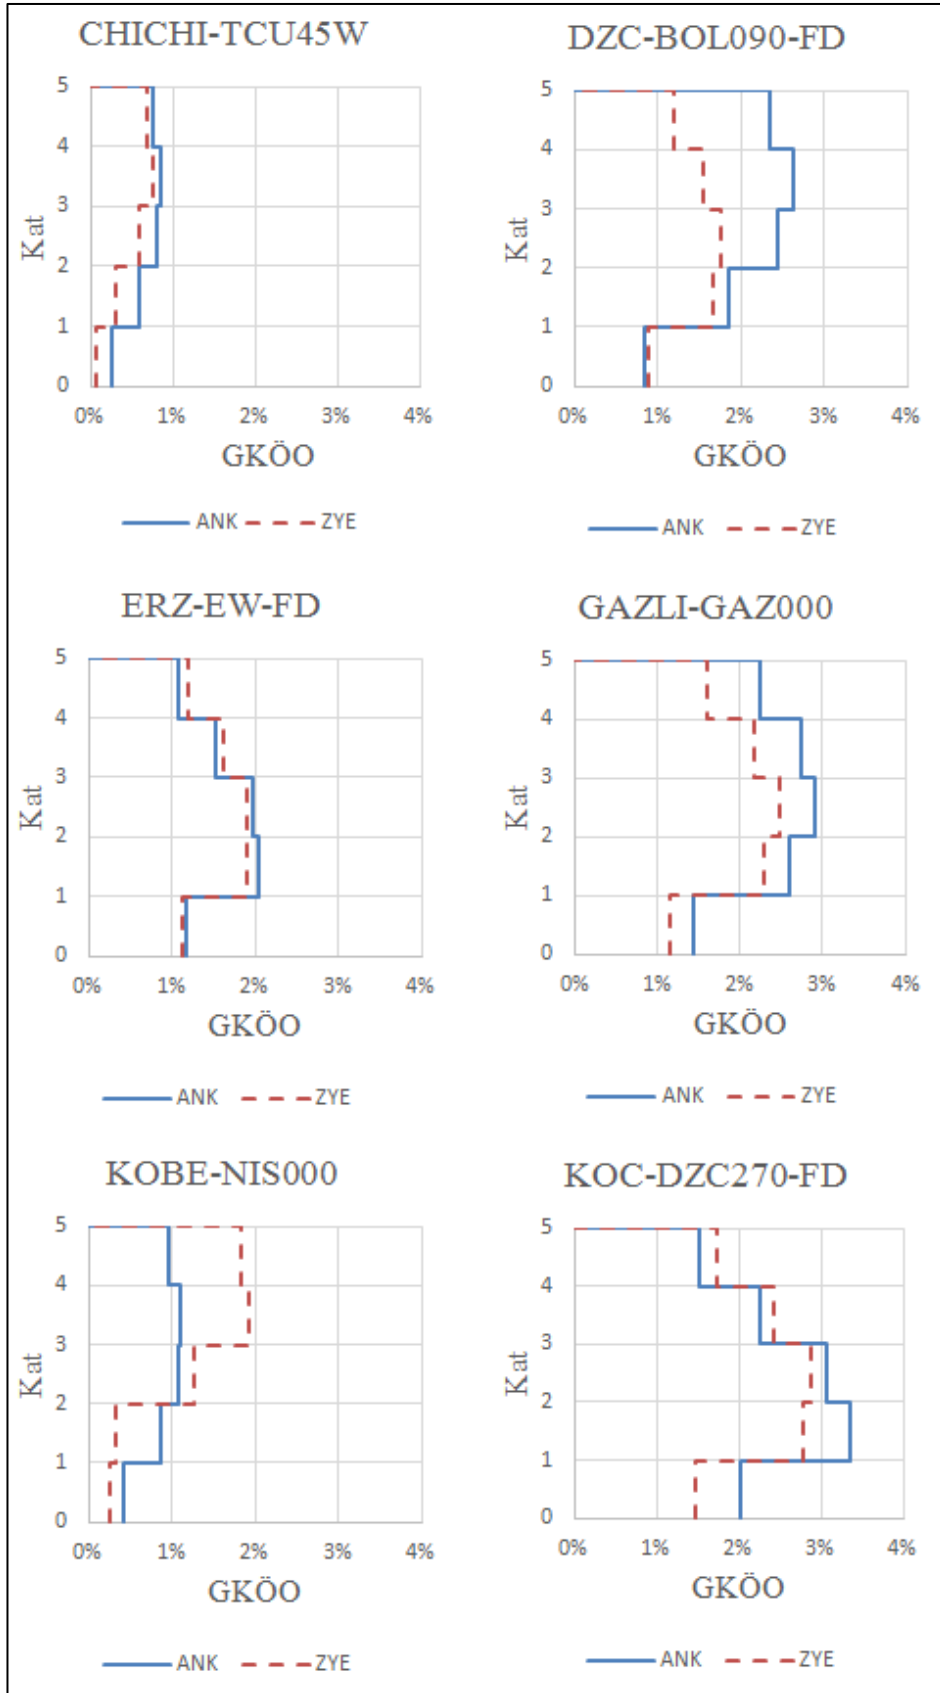 CHICHI-TCU45W
5
4
3
2
1
0
Kat
0% 1% 2% 3% 4%
GKÖO
ANK ZYE
DZC-BOL090-FD
5
4
3
2
1
0
Kat
0% 1% 2% 3% 4%
GKÖO
ANK ZYE
ERZ-EW-FD
5
4
3
2
1
0
Kat
0% 1% 2% 3% 4%
GKÖO
ANK ZYE
GAZLI-GAZ000
5
4
3
2
1
0
Kat
0% 1% 2% 3% 4%
GKÖO
ANK ZYE
KOBE-NIS000
5
4
3
2
1
0
Kat
0% 1% 2% 3% 4%
GKÖO
ANK ZYE
KOC-DZC270-FD
5
4
3
2
1
0
Kat
0% 1% 2% 3% 4%
GKÖO
ANK ZYE